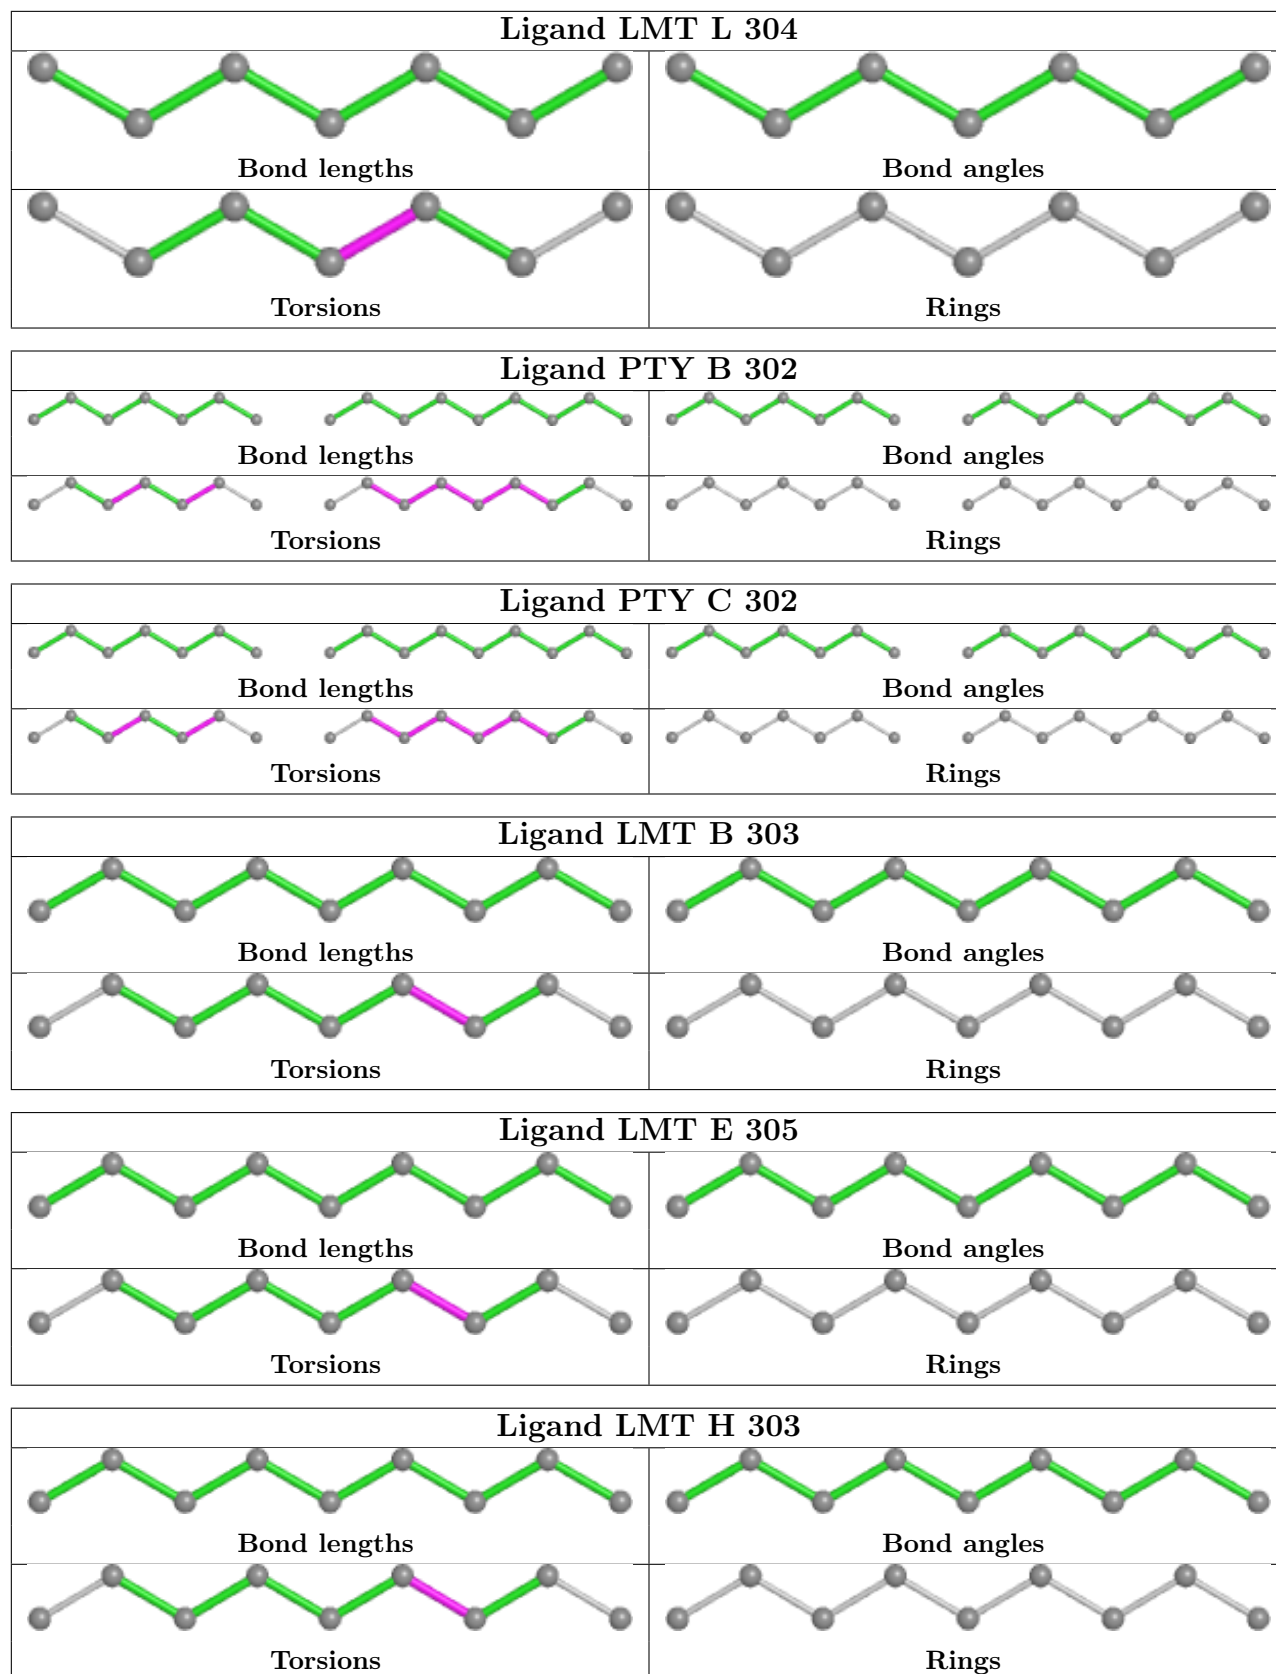 Ligand LMT L 304
Bond lengths
Bond angles
Torsions
Rings
Ligand PTY B 302
Bond lengths
Bond angles
Torsions
Rings
Ligand PTY C 302
Bond lengths
Bond angles
Torsions
Rings
Ligand LMT B 303
Bond lengths
Bond angles
Torsions
Rings
Ligand LMT E 305
Bond lengths
Bond angles
Torsions
Rings
Ligand LMT H 303
Bond lengths
Bond angles
Torsions
Rings